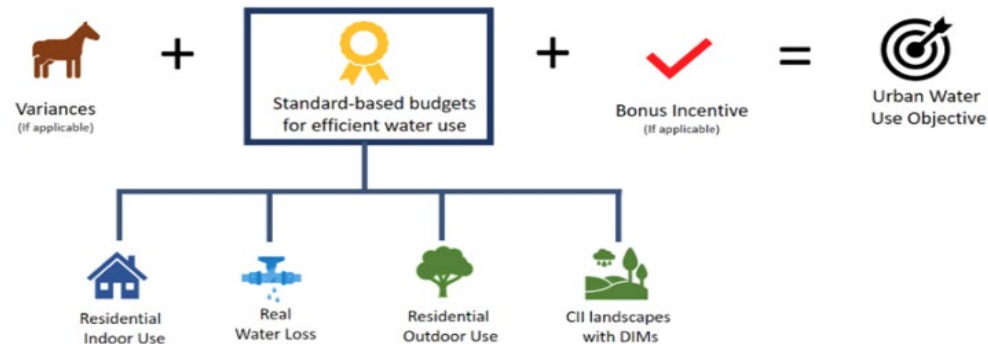 +
+
=
Variances
(If applicable)
Standard-based budgets
for efficient water use
Bonus Incentive
(If applicable)
Urban Water
Use Objective
Residential
Indoor Use
Real
Water Loss
Residential
Outdoor Use
CII landscapes
with DIMs